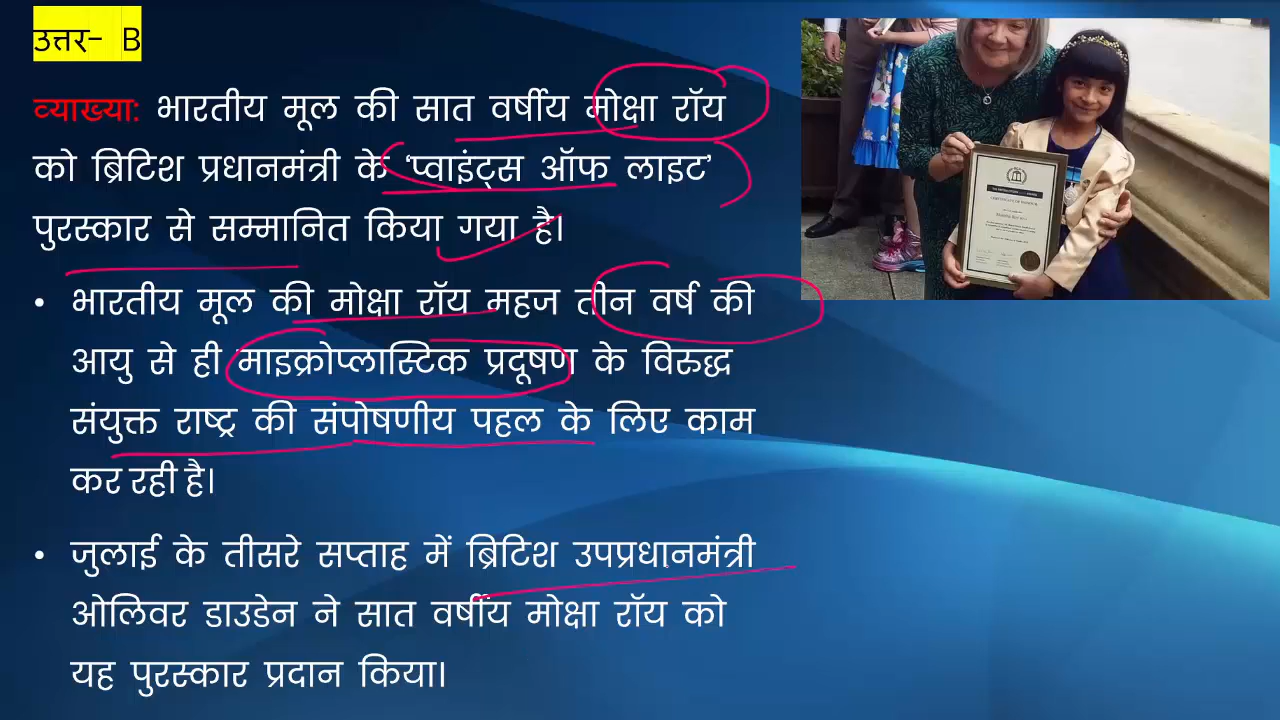 उत्तर- B
व्याख्या: भारतीय मूल की सात वर्षीय मोक्षा रॉय
को ब्रिटिश प्रधानमंत्री के ‘प्वाइंट्स ऑफ लाइट’
पुरस्कार से सम्मानित किया गया है।
• भारतीय मूल की मोक्षा रॉय महज तीन वर्ष की
आयु से ही माइक्रोप्लास्टिक प्रदूषण के विरुद्ध
संयुक्त राष्ट्र की संपोषणीय पहल के लिए काम
कर रही है।
• जुलाई के तीसरे सप्ताह में ब्रिटिश उपप्रधानमंत्री
ओलिवर डाउडेन ने सात वर्षीय मोक्षा रॉय को
यह पुरस्कार प्रदान किया।